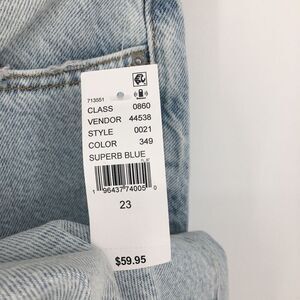 713551
CLASS 0860
VENDOR 44538
STYLE 0021
COLOR 349
SUPERB BLUE
1 96437 74005 0
23
$59.95